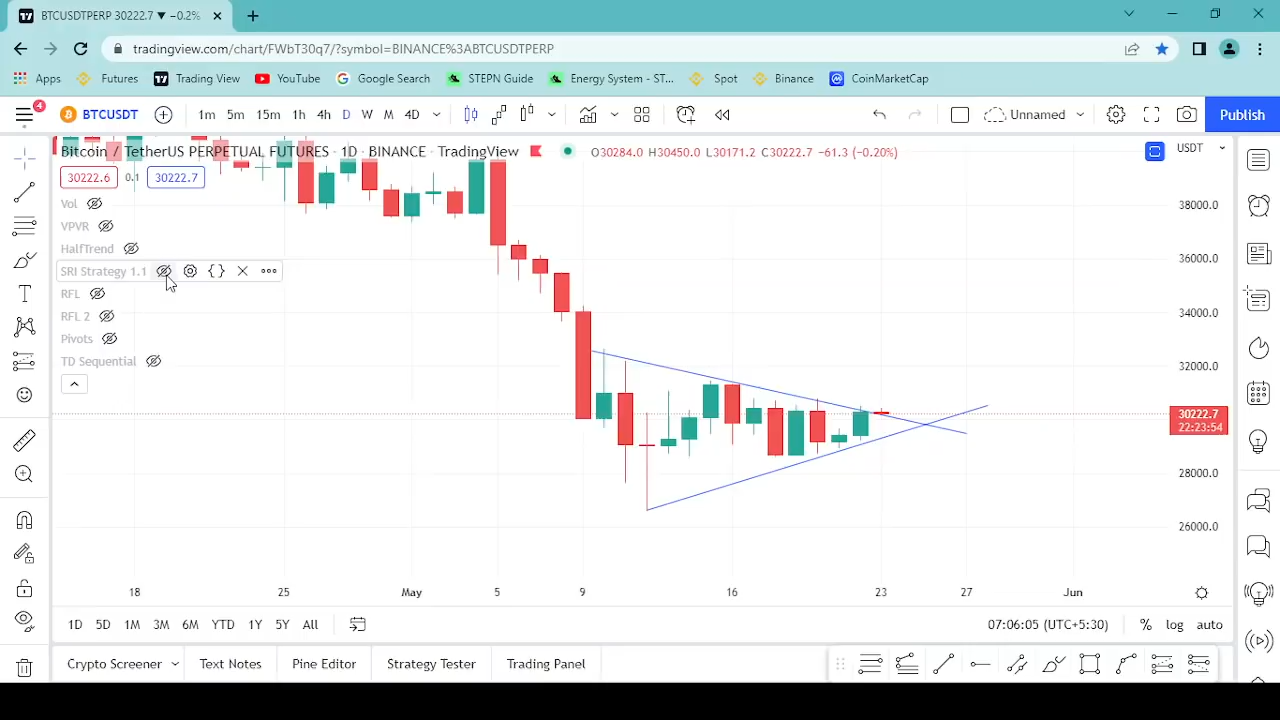 BTCUSDTPERP 30222.7 ▼ −0.2%
tradingview.com/chart/FWbT30q7/?symbol=BINANCE%3ABTCUSDTPERP
Apps Futures Trading View YouTube Google Search STEPN Guide Energy System - ST... Spot Binance CoinMarketCap
4
BTCUSDT 1m 5m 15m 1h 4h D W M 4D Unnamed Publish
Bitcoin / TetherUS PERPETUAL FUTURES · 1D · BINANCE · TradingView O30284.0 H30450.0 L30171.2 C30222.7 −61.3 (−0.20%) USDT
30222.6 0.1 30222.7
Vol
38000.0
VPVR
HalfTrend
36000.0
SRI Strategy 1.1
RFL
34000.0
RFL 2
Pivots
TD Sequential
32000.0
30222.7
22:23:54
28000.0
26000.0
18 25 May 5 9 16 23 27 Jun
1D 5D 1M 3M 6M YTD 1Y 5Y All 07:06:05 (UTC+5:30) % log auto
Crypto Screener Text Notes Pine Editor Strategy Tester Trading Panel